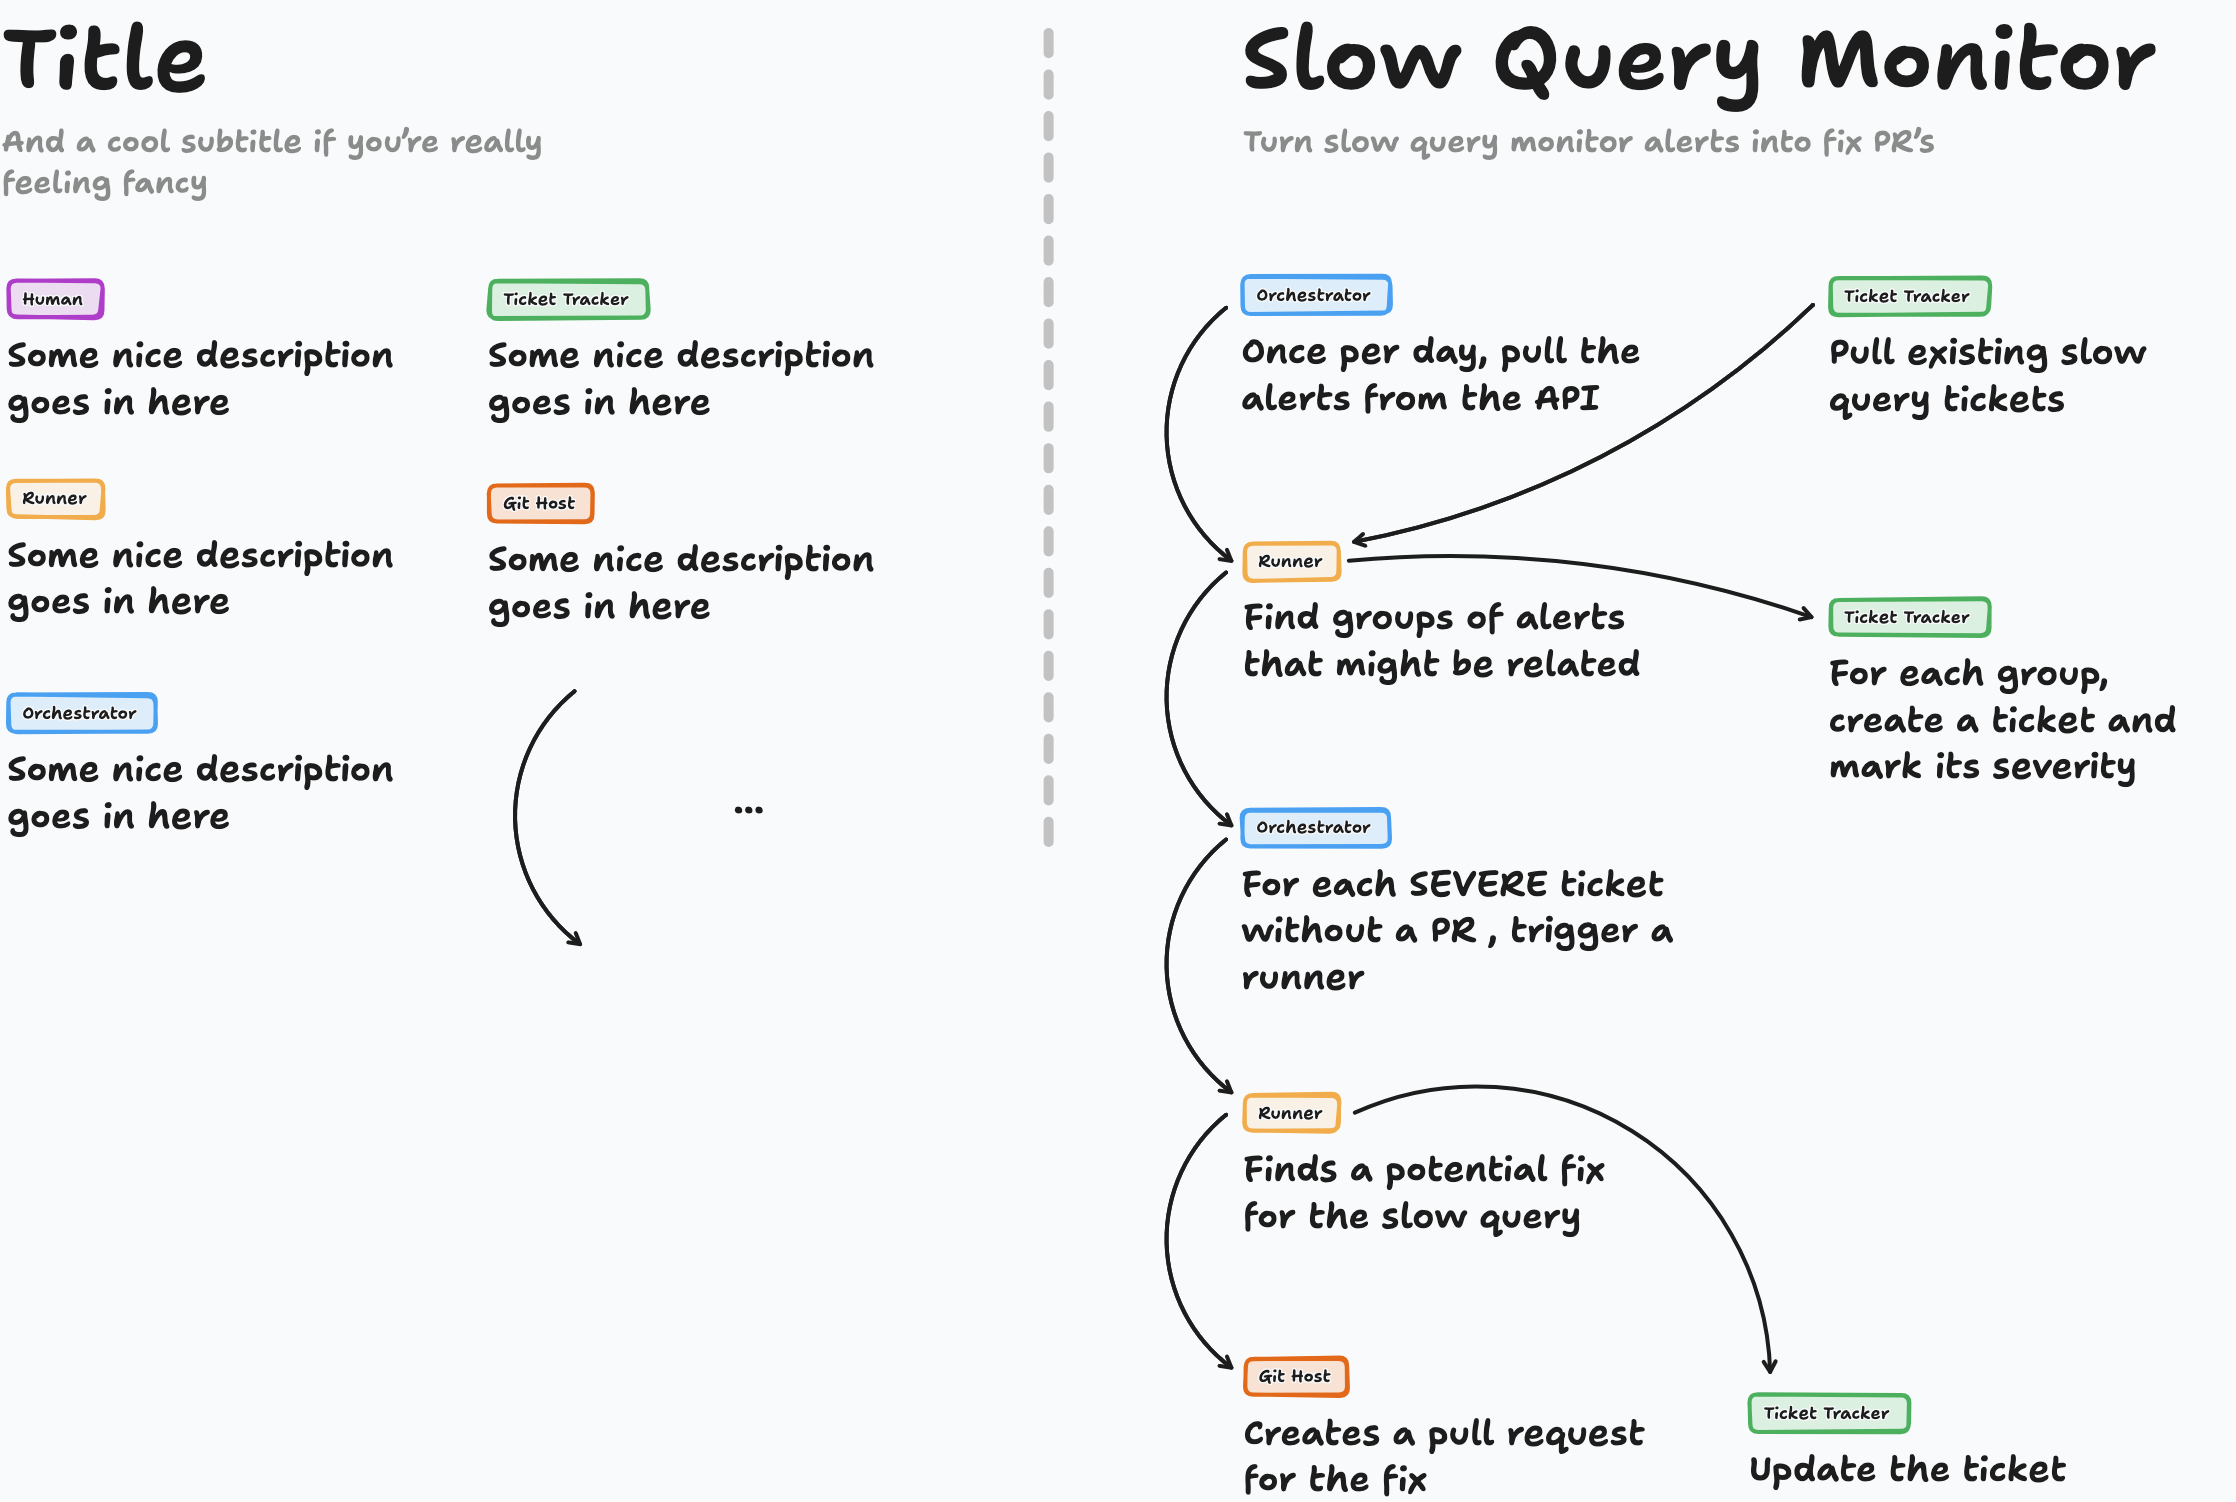 Title
And a cool subtitle if you're really
feeling fancy
Human
Some nice description
goes in here
Ticket Tracker
Some nice description
goes in here
Runner
Some nice description
goes in here
Git Host
Some nice description
goes in here
Orchestrator
Some nice description
goes in here
...
Slow Query Monitor
Turn slow query monitor alerts into fix PR's
Orchestrator
Once per day, pull the
alerts from the API
Ticket Tracker
Pull existing slow
query tickets
Runner
Find groups of alerts
that might be related
Ticket Tracker
For each group,
create a ticket and
mark its severity
Orchestrator
For each SEVERE ticket
without a PR , trigger a
runner
Runner
Finds a potential fix
for the slow query
Git Host
Creates a pull request
for the fix
Ticket Tracker
Update the ticket